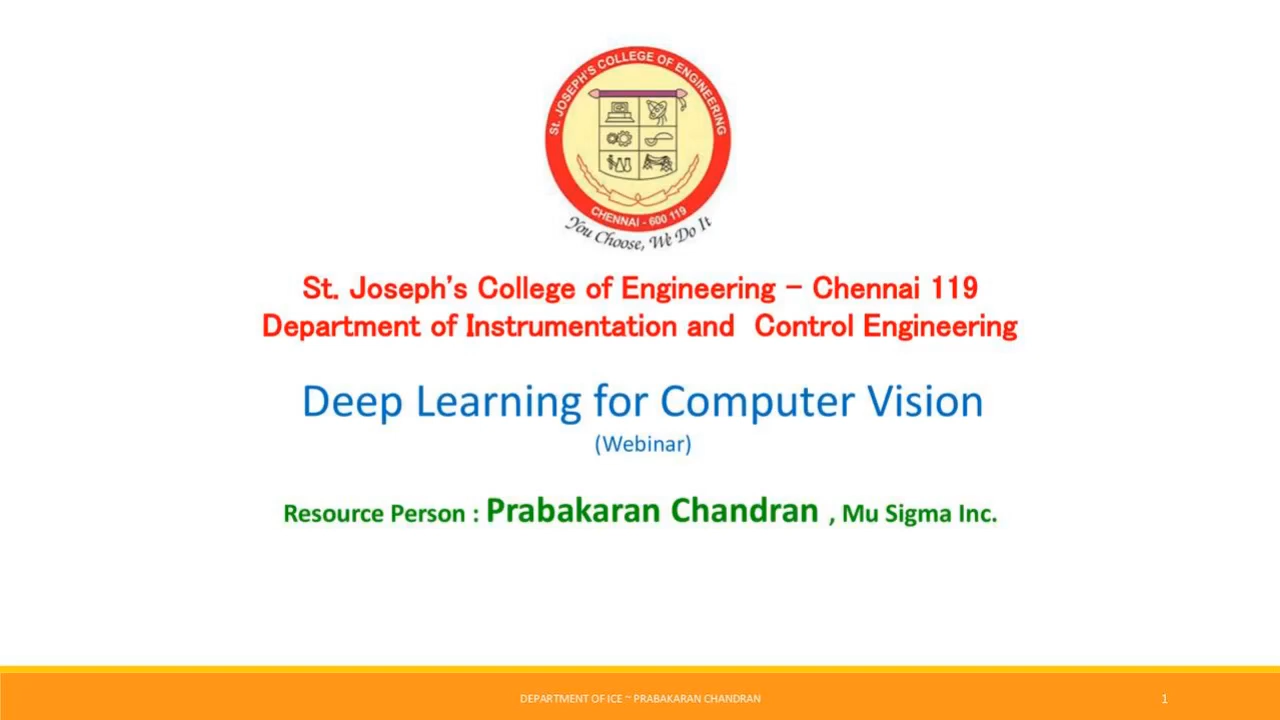 St. JOSEPH'S COLLEGE OF ENGINEERING
CHENNAI - 600 119
You Choose, We Do It
St. Joseph's College of Engineering - Chennai 119
Department of Instrumentation and Control Engineering
Deep Learning for Computer Vision
(Webinar)
Resource Person : Prabakaran Chandran , Mu Sigma Inc.
DEPARTMENT OF ICE ~ PRABAKARAN CHANDRAN
1